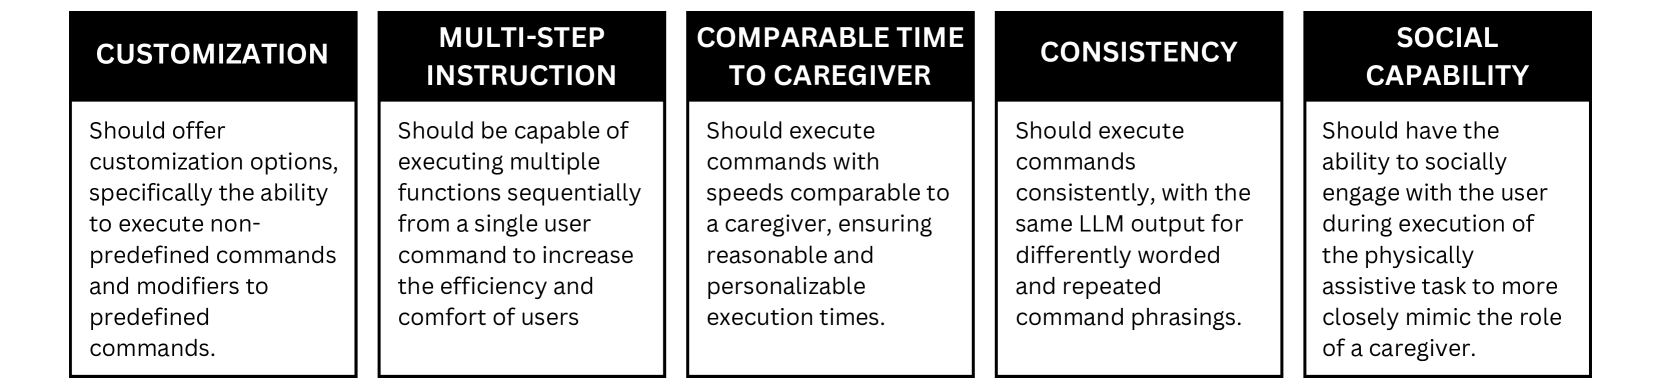 CUSTOMIZATION
Should offer
customization options,
specifically the ability
to execute non-
predefined commands
and modifiers to
predefined
commands.
MULTI-STEP
INSTRUCTION
Should be capable of
executing multiple
functions sequentially
from a single user
command to increase
the efficiency and
comfort of users
COMPARABLE TIME
TO CAREGIVER
Should execute
commands with
speeds comparable to
a caregiver, ensuring
reasonable and
personalizable
execution times.
CONSISTENCY
Should execute
commands
consistently, with the
same LLM output for
differently worded
and repeated
command phrasings.
SOCIAL
CAPABILITY
Should have the
ability to socially
engage with the user
during execution of
the physically
assistive task to more
closely mimic the role
of a caregiver.